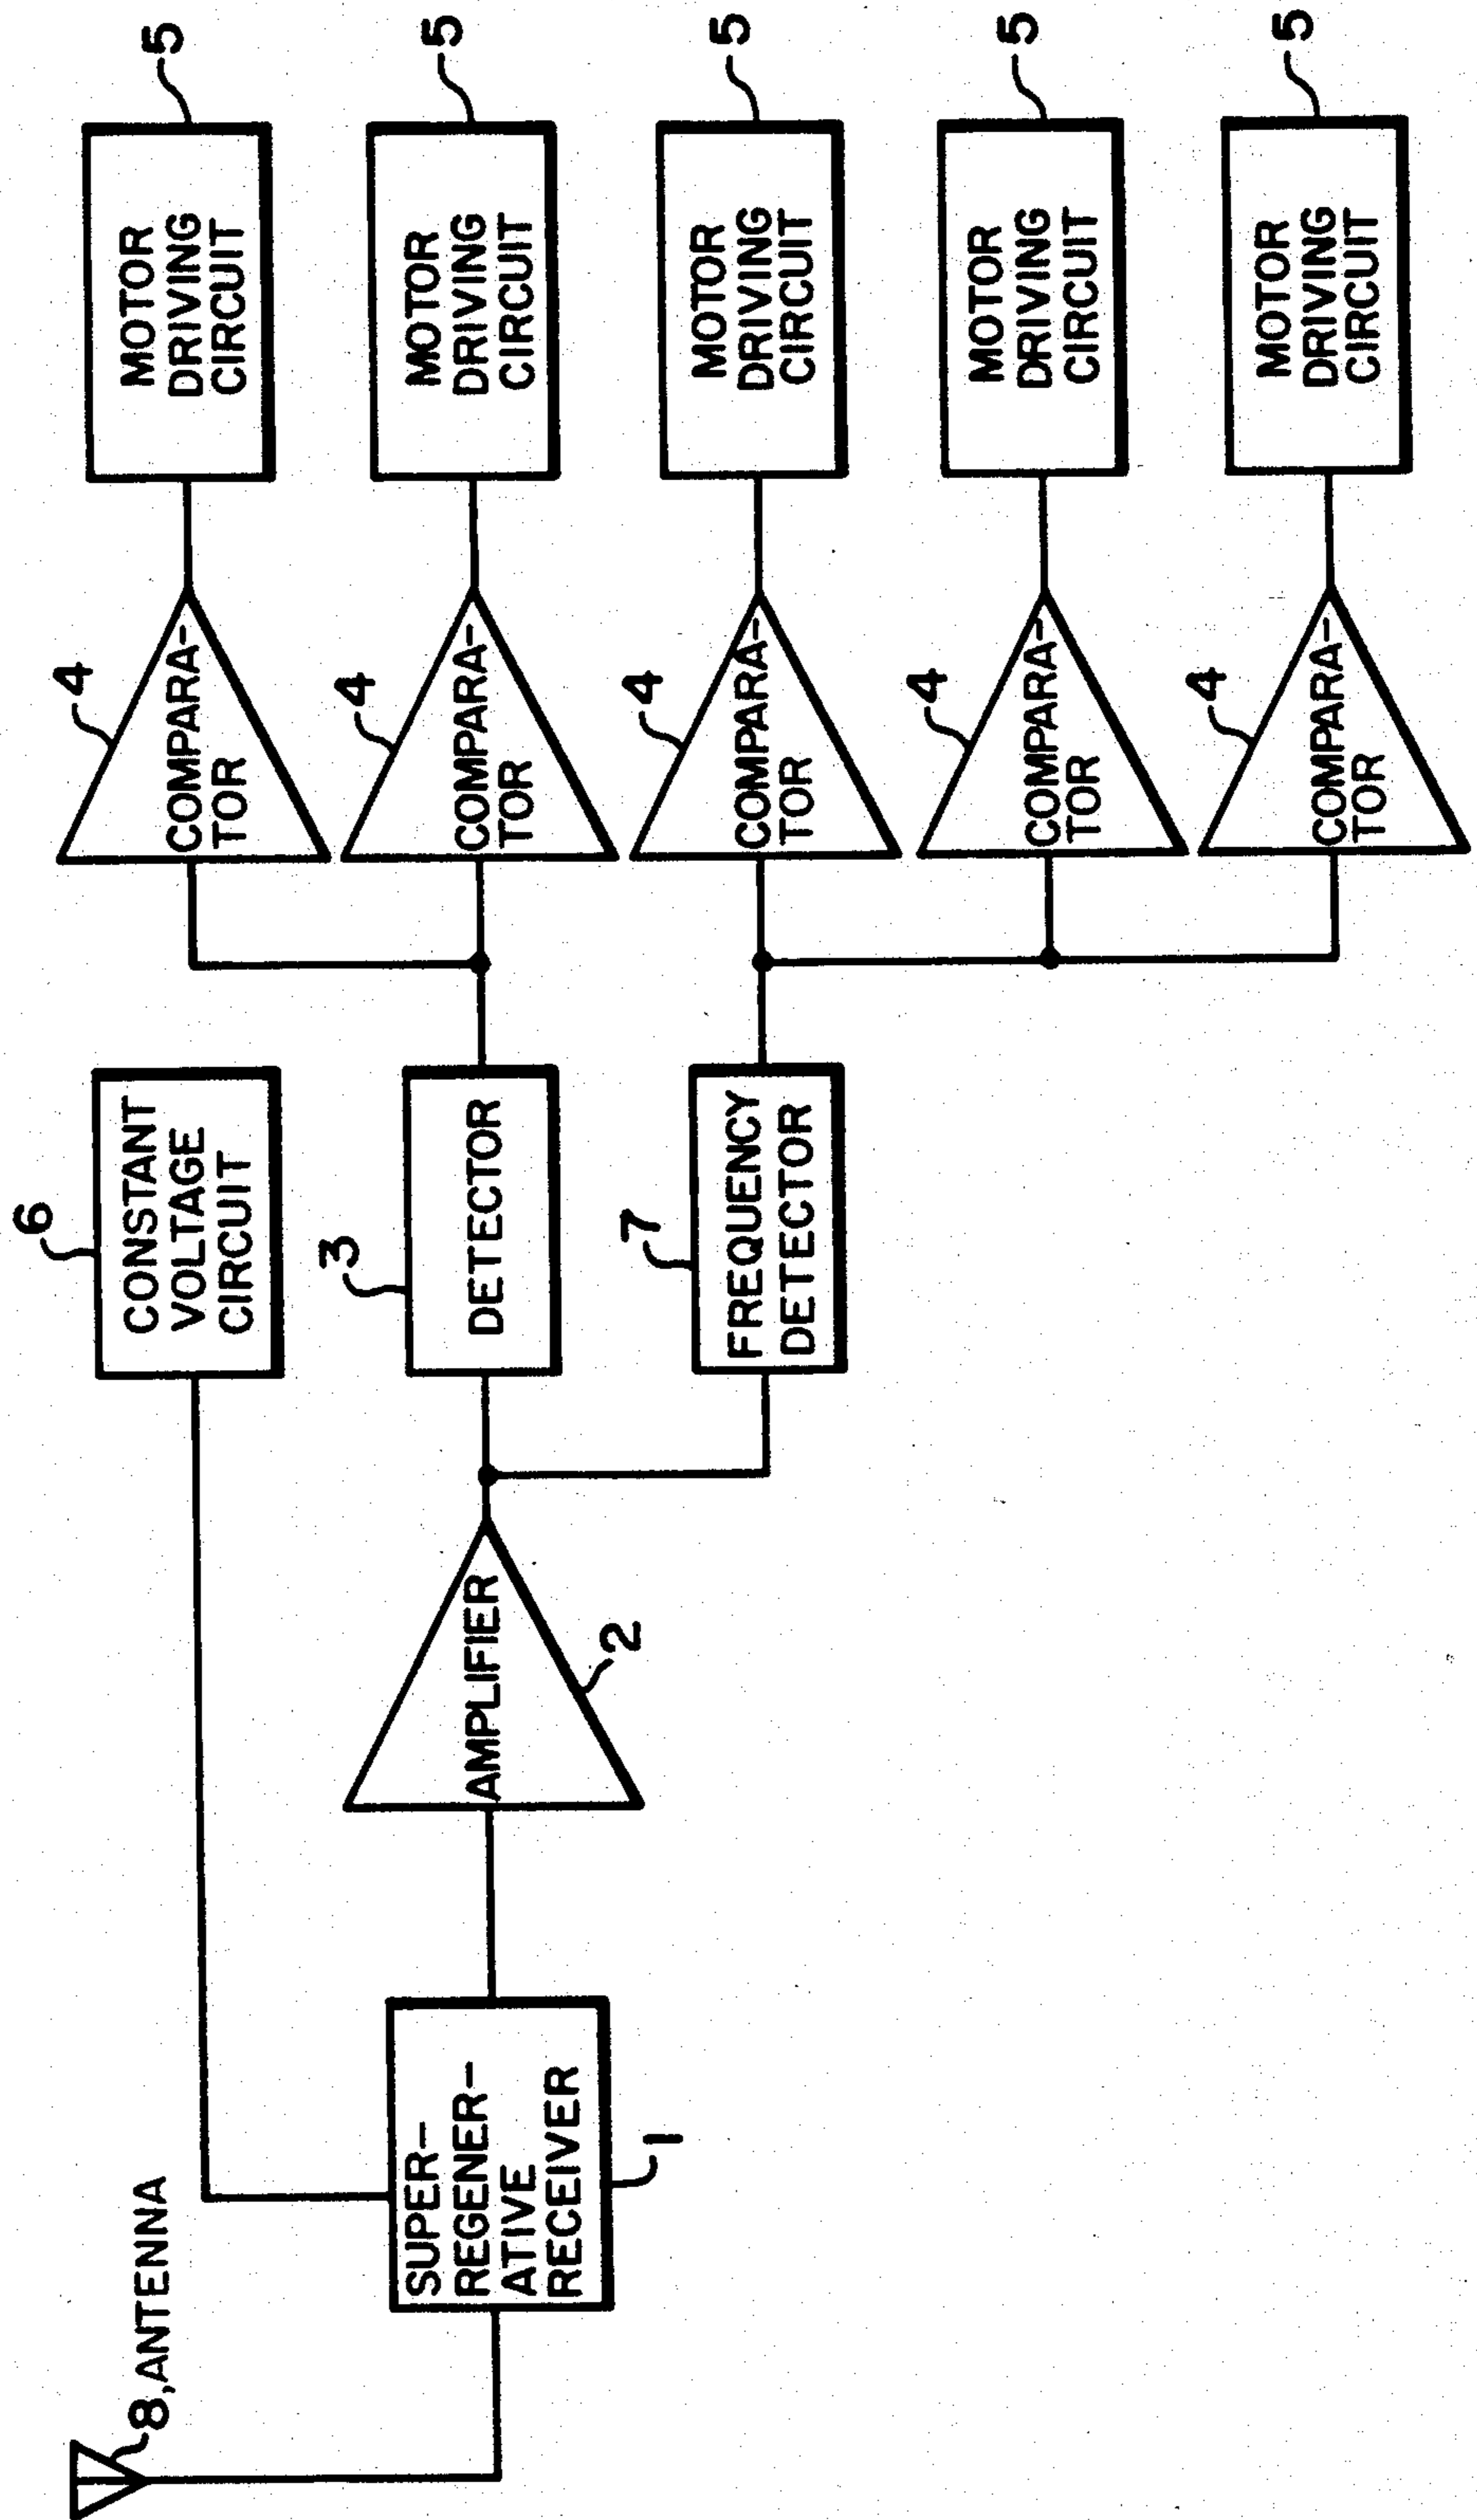 8, ANTENNA
SUPER-
REGENER-
ATIVE
RECEIVER
1
AMPLIFIER
2
6
CONSTANT
VOLTAGE
CIRCUIT
3
DETECTOR
7
FREQUENCY
DETECTOR
4
COMPARA-
TOR
4
COMPARA-
TOR
4
COMPARA-
TOR
4
COMPARA-
TOR
4
COMPARA-
TOR
MOTOR
DRIVING
CIRCUIT
5
MOTOR
DRIVING
CIRCUIT
5
MOTOR
DRIVING
CIRCUIT
5
MOTOR
DRIVING
CIRCUIT
5
MOTOR
DRIVING
CIRCUIT
5